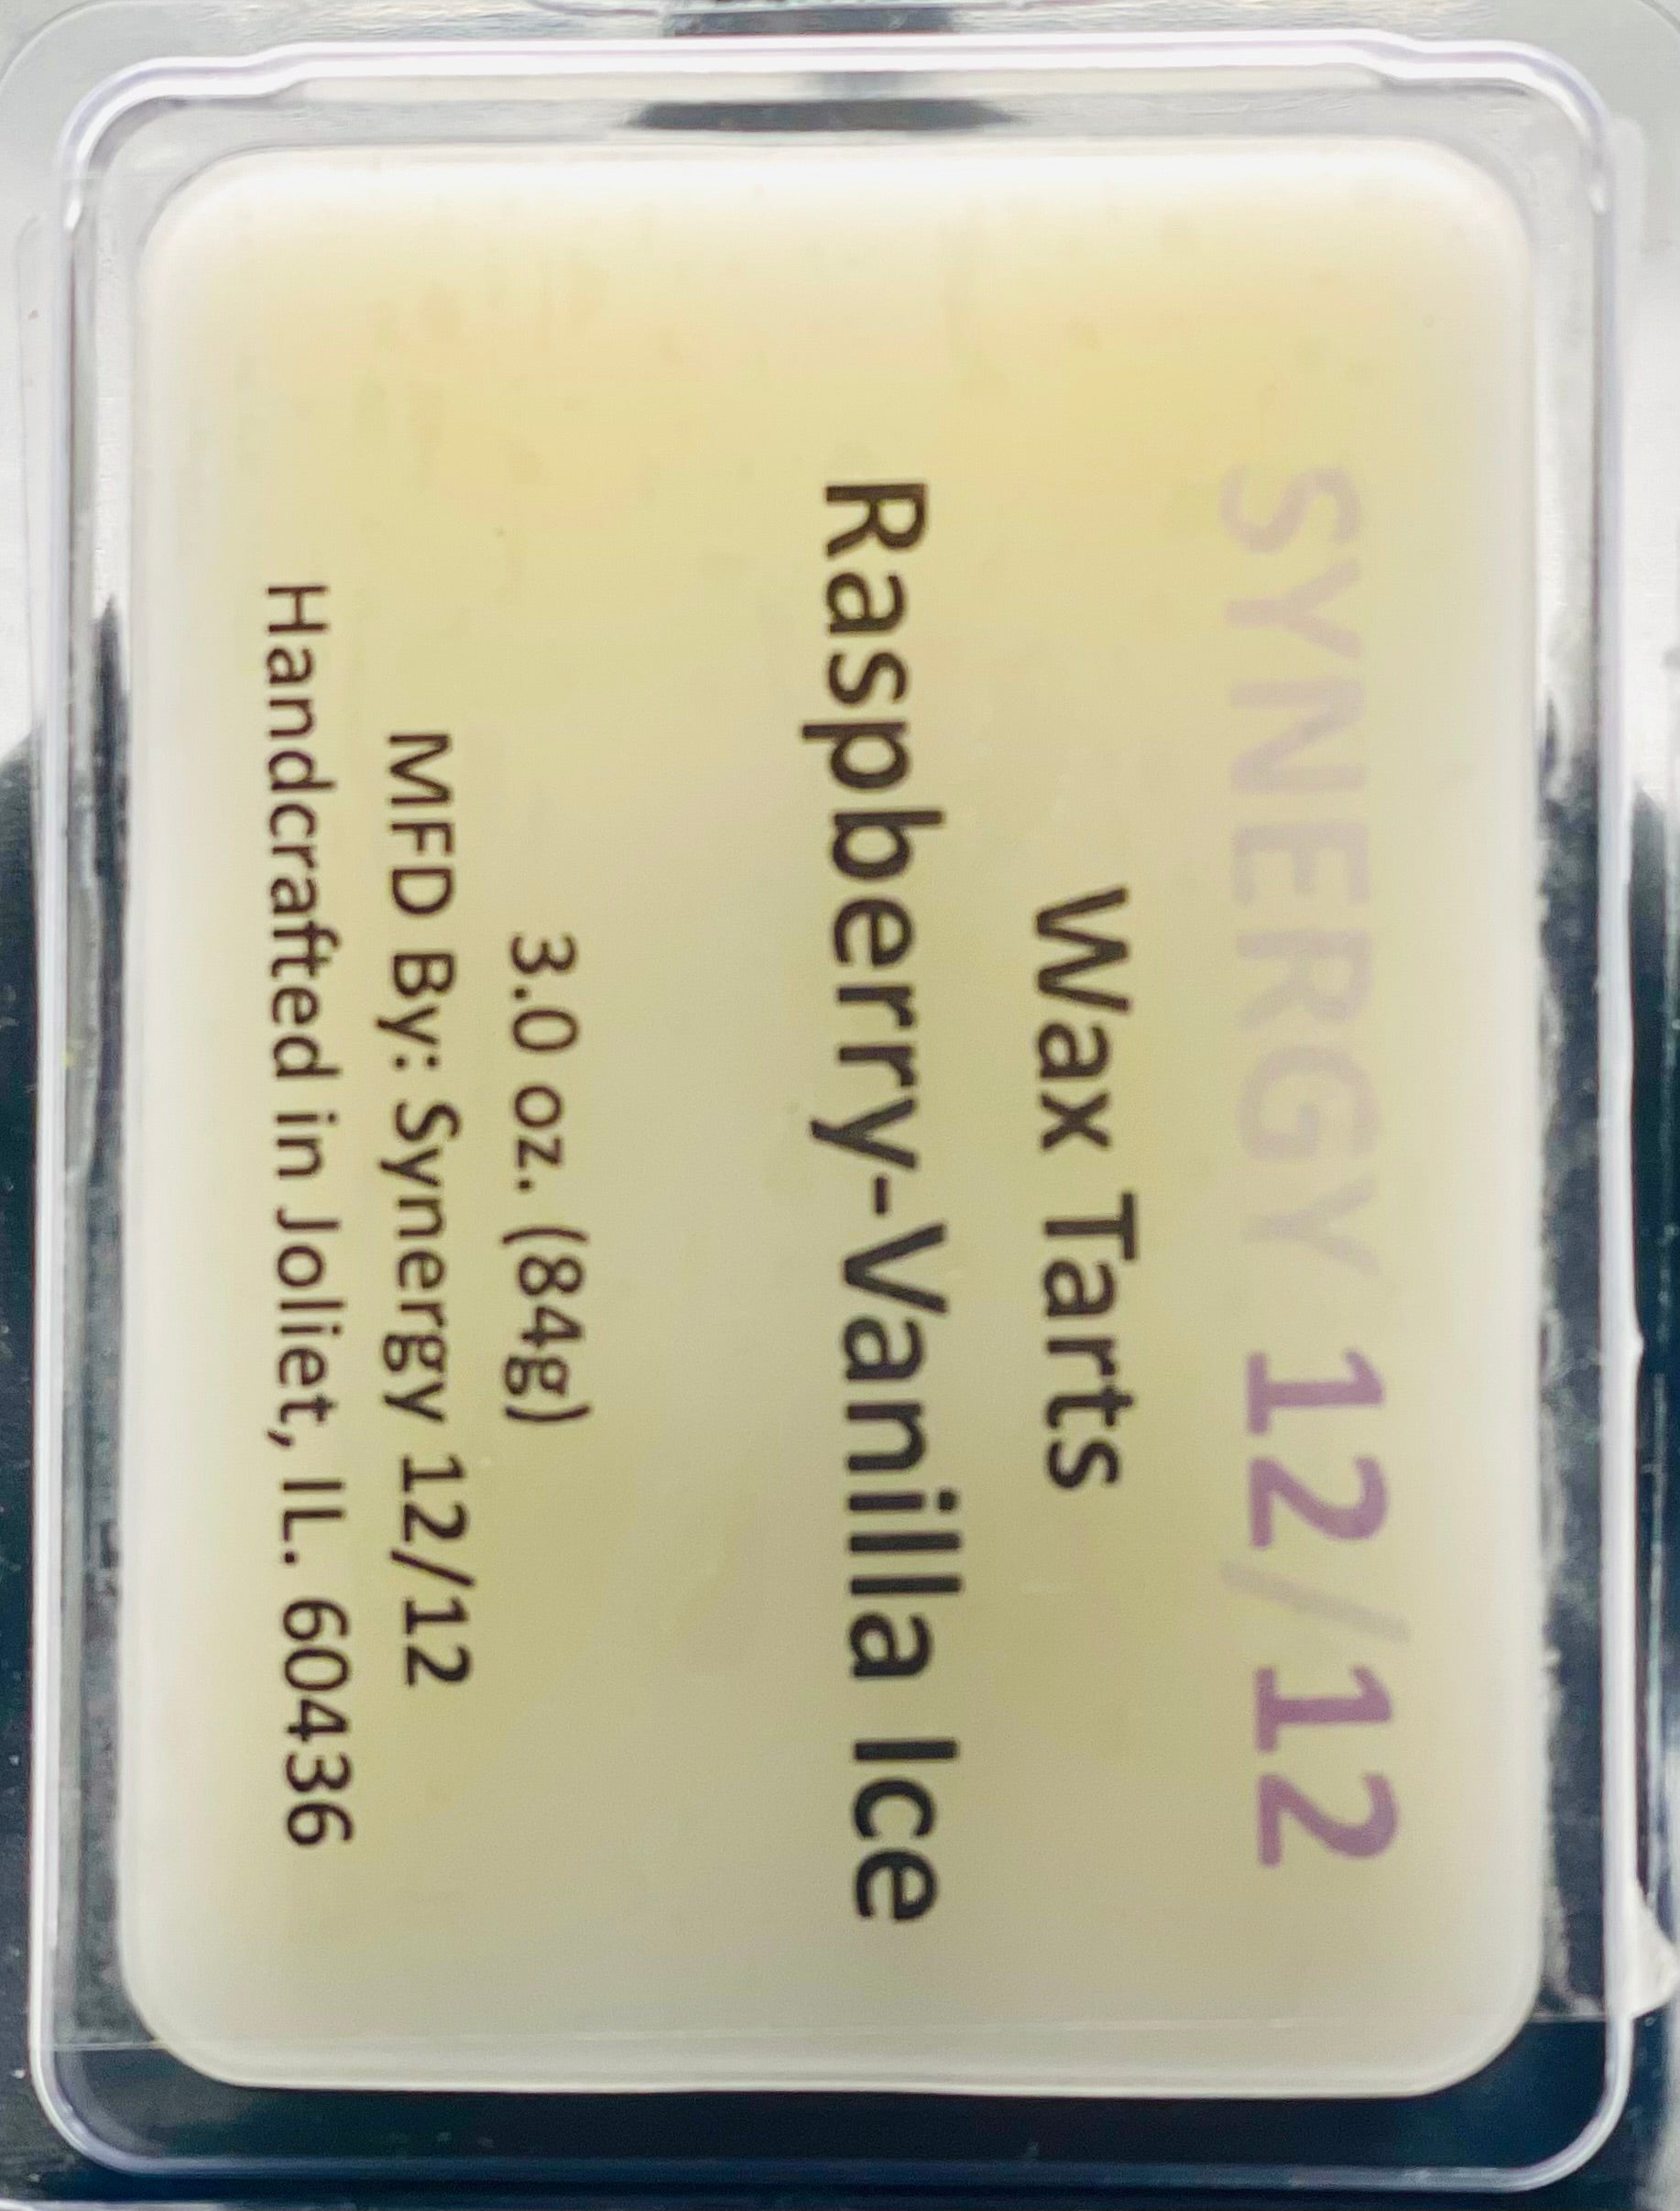 SYNERGY 12/12
Wax Tarts
Raspberry-Vanilla Ice
3.0 oz. (84g)
MFD By: Synergy 12/12
Handcrafted in Joliet, IL. 60436